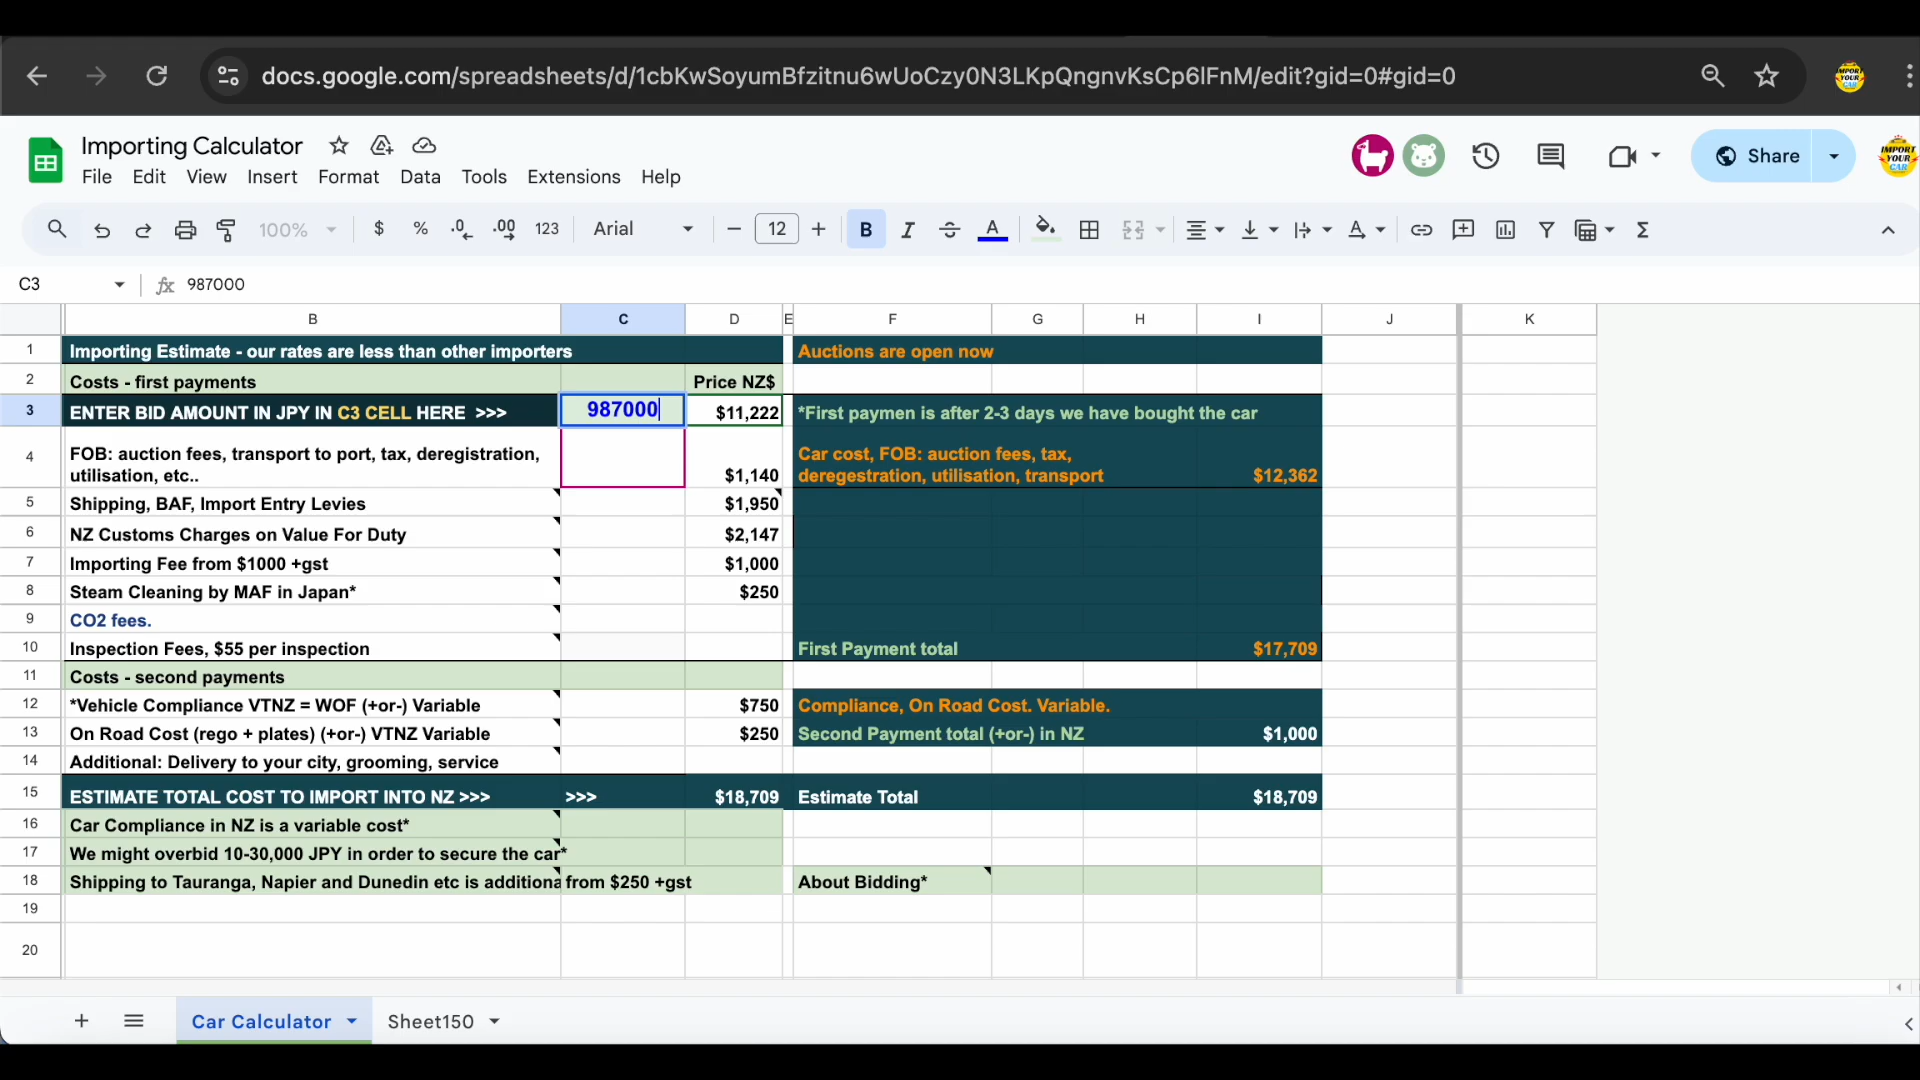 docs.google.com/spreadsheets/d/1cbKwSoyumBfzitnu6wUoCzy0N3LKpQngnvKsCp6lFnM/edit?gid=0#gid=0
IMPORT YOUR CAR
Importing Calculator
File Edit View Insert Format Data Tools Extensions Help
Share
IMPORT YOUR CAR
100% $ % .0 .00 123 Arial 12 B I S A
C3 fx 987000
B C D E F G H I J K
1 Importing Estimate - our rates are less than other importers Auctions are open now
2 Costs - first payments Price NZ$
3 ENTER BID AMOUNT IN JPY IN C3 CELL HERE >>> 987000 $11,222 *First paymen is after 2-3 days we have bought the car
4 FOB: auction fees, transport to port, tax, deregistration, utilisation, etc.. $1,140 Car cost, FOB: auction fees, tax, deregestration, utilisation, transport $12,362
5 Shipping, BAF, Import Entry Levies $1,950
6 NZ Customs Charges on Value For Duty $2,147
7 Importing Fee from $1000 +gst $1,000
8 Steam Cleaning by MAF in Japan* $250
9 CO2 fees.
10 Inspection Fees, $55 per inspection First Payment total $17,709
11 Costs - second payments
12 *Vehicle Compliance VTNZ = WOF (+or-) Variable $750 Compliance, On Road Cost. Variable.
13 On Road Cost (rego + plates) (+or-) VTNZ Variable $250 Second Payment total (+or-) in NZ $1,000
14 Additional: Delivery to your city, grooming, service
15 ESTIMATE TOTAL COST TO IMPORT INTO NZ >>> >>> $18,709 Estimate Total $18,709
16 Car Compliance in NZ is a variable cost*
17 We might overbid 10-30,000 JPY in order to secure the car*
18 Shipping to Tauranga, Napier and Dunedin etc is additiona from $250 +gst About Bidding*
19
20
Car Calculator Sheet150